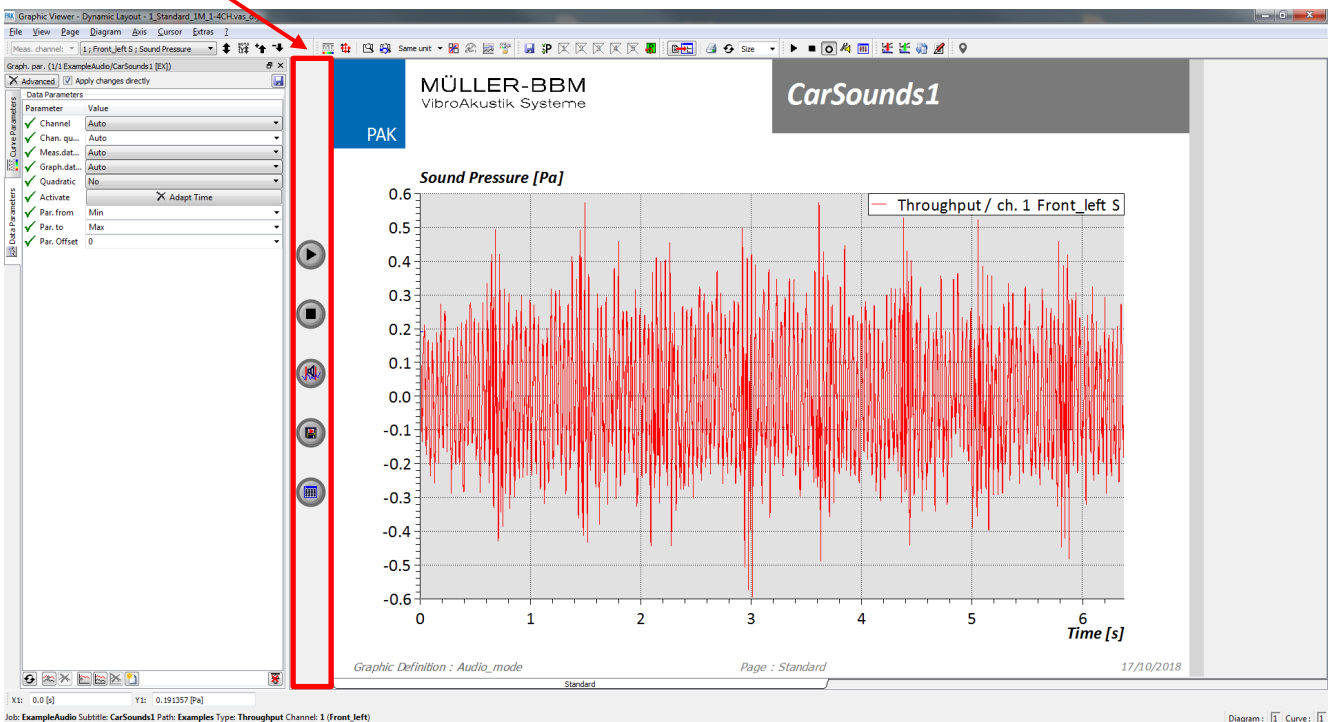 PAK Graphic Viewer - Dynamic Layout - 1_Standard_1M_1-4CH.vas_d
File View Page Diagram Axis Cursor Extras ?
Meas. channel: 1 ; Front_left S ; Sound Pressure Same unit Size
Graph. par. (1/1 ExampleAudio/CarSounds1 [EX])
Advanced Apply changes directly
Curve Parameters
Data Parameters
Data Parameters
Parameter Value
Channel Auto
Chan. qu... Auto
Meas.dat... Auto
Graph.dat... Auto
Quadratic No
Activate Adapt Time
Par. from Min
Par. to Max
Par. Offset 0
PAK
MÜLLER-BBM
VibroAkustik Systeme
CarSounds1
Sound Pressure [Pa]
Throughput / ch. 1 Front_left S
0.6
0.5
0.4
0.3
0.2
0.1
0.0
-0.1
-0.2
-0.3
-0.4
-0.5
-0.6
0 1 2 3 4 5 6
Time [s]
Graphic Definition : Audio_mode Page : Standard 17/10/2018
Standard
X1: 0.0 [s] Y1: 0.191357 [Pa]
Job: ExampleAudio Subtitle: CarSounds1 Path: Examples Type: Throughput Channel: 1 (Front_left) Diagram : 1 Curve : 1